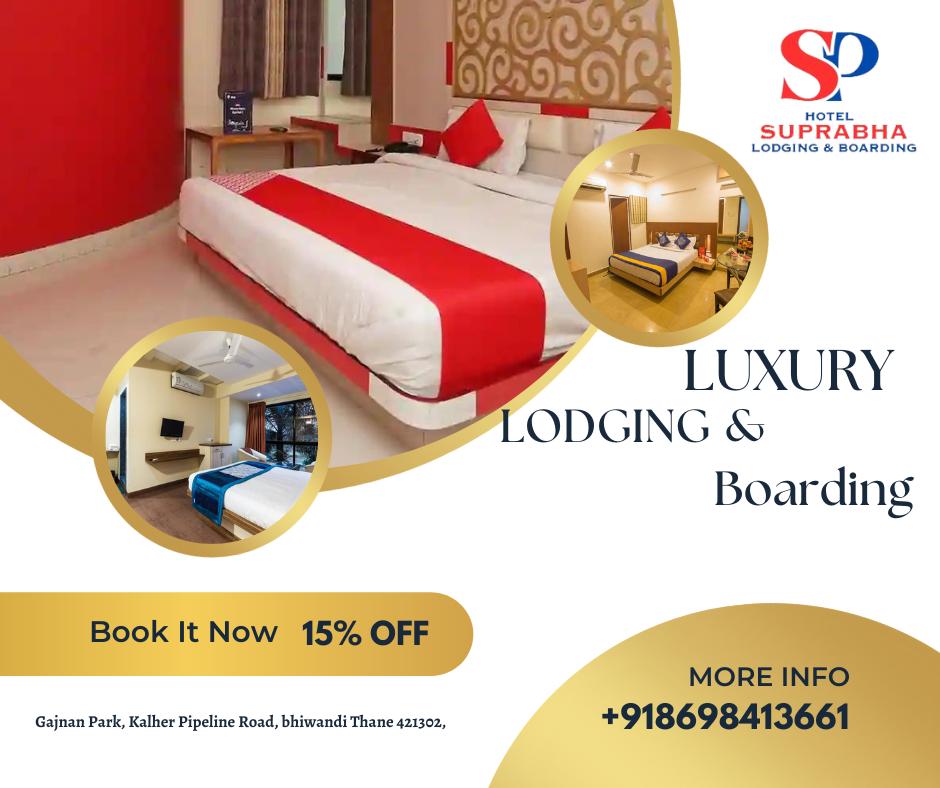 SP
HOTEL
SUPRABHA
LODGING & BOARDING
LUXURY
LODGING &
Boarding
Book It Now 15% OFF
Gajnan Park, Kalher Pipeline Road, bhiwandi Thane 421302,
MORE INFO
+918698413661